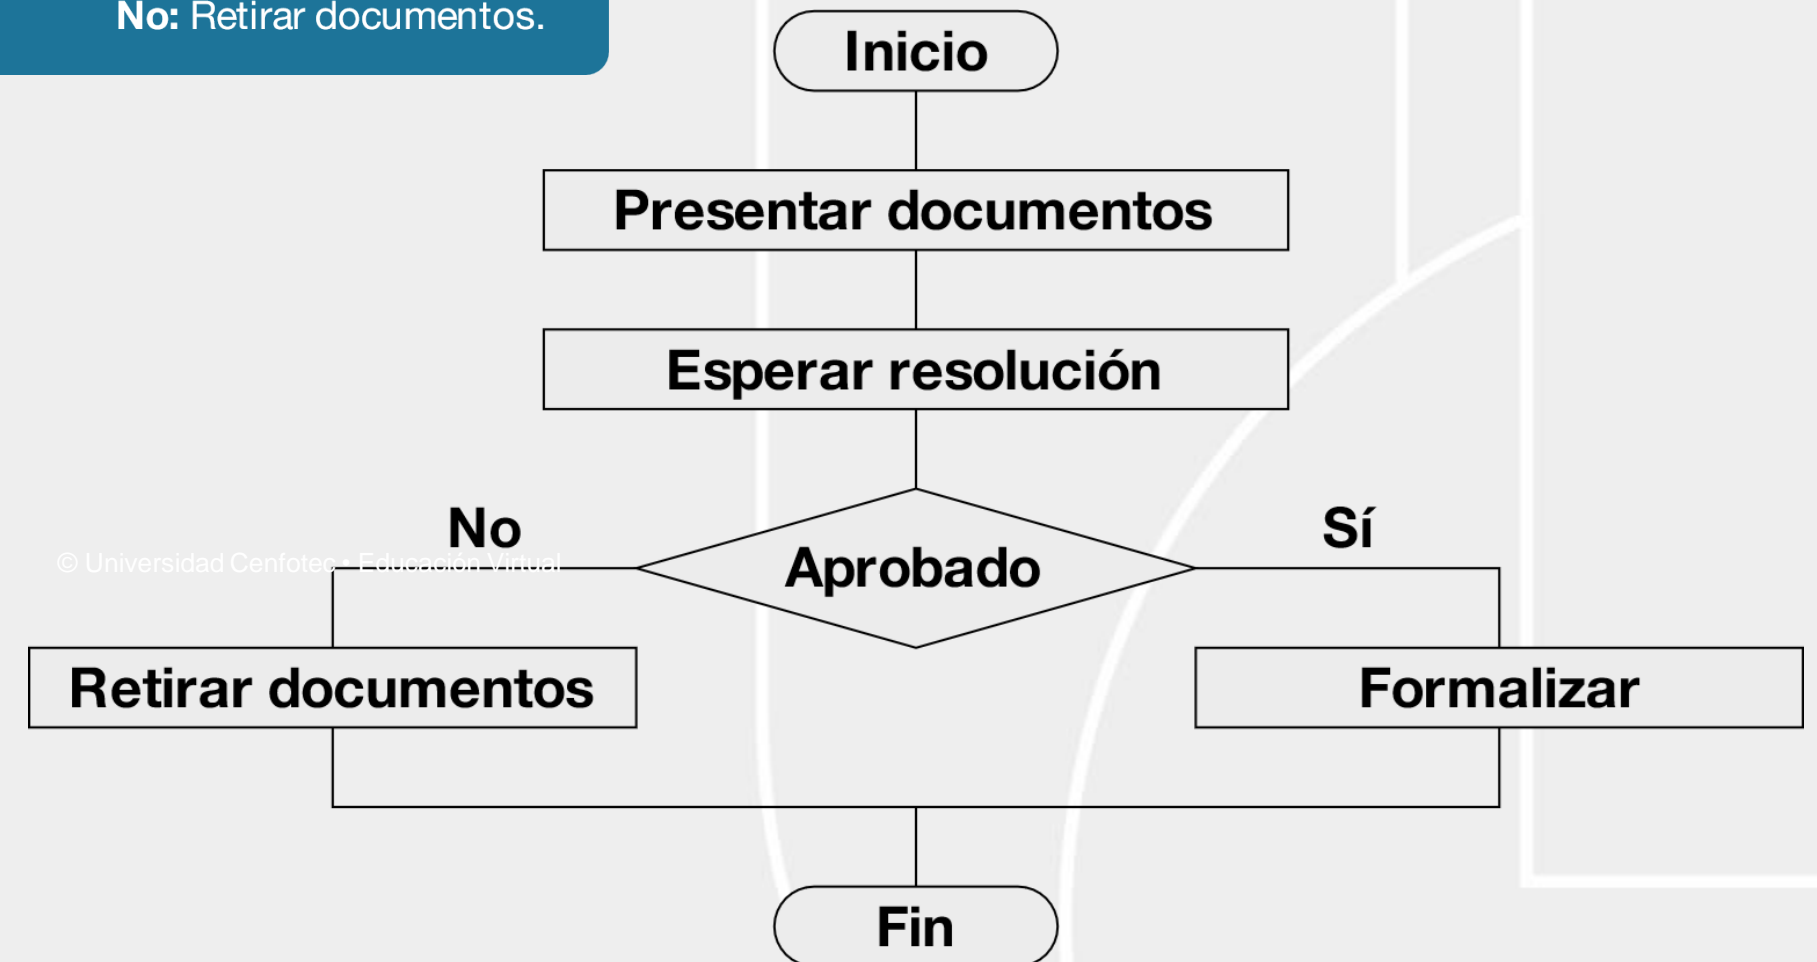 No: Retirar documentos.
Inicio
Presentar documentos
Esperar resolución
No
Sí
Aprobado
© Universidad Cenfotec • Educación Virtual
Retirar documentos
Formalizar
Fin